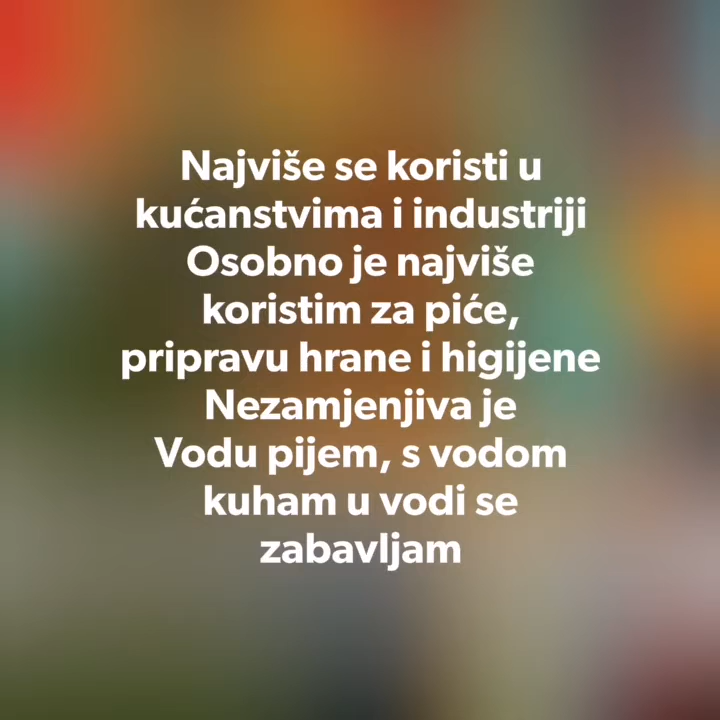 Najviše se koristi u
kućanstvima i industriji
Osobno je najviše
koristim za piće,
pripravu hrane i higijene
Nezamjenjiva je
Vodu pijem, s vodom
kuham u vodi se
zabavljam